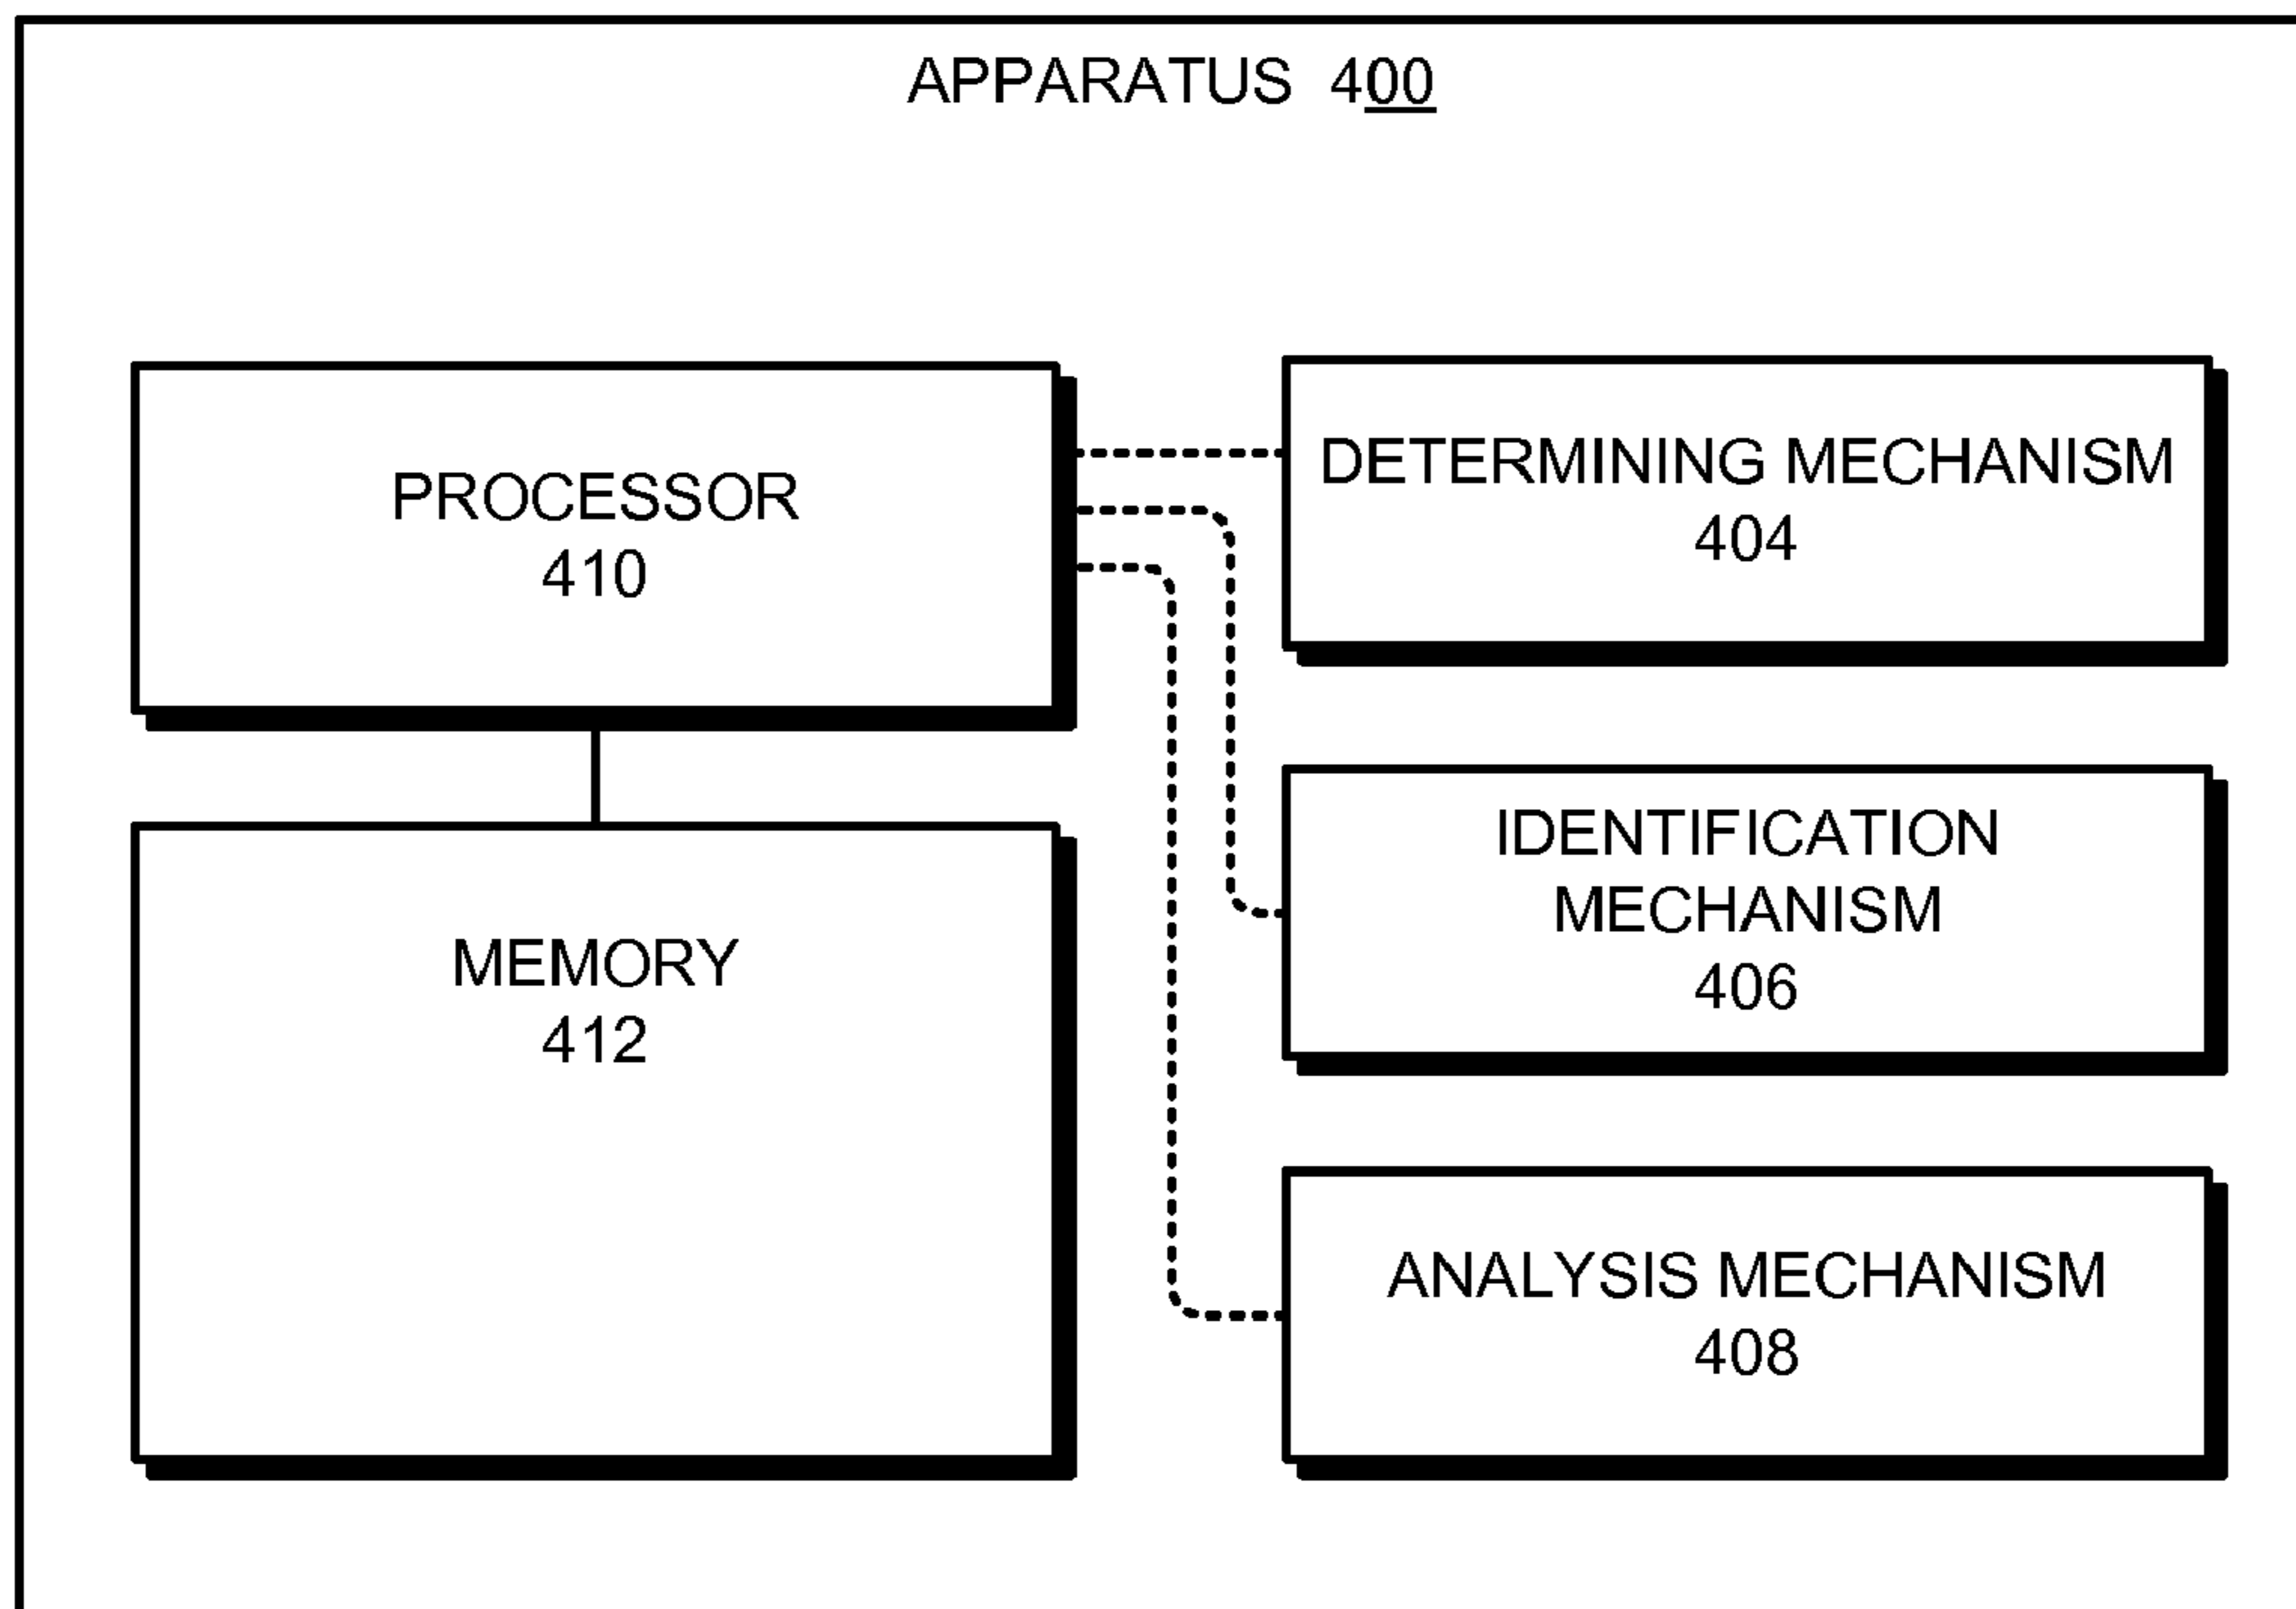 APPARATUS 400
PROCESSOR
410
DETERMINING MECHANISM
404
IDENTIFICATION
MECHANISM
406
MEMORY
412
ANALYSIS MECHANISM
408